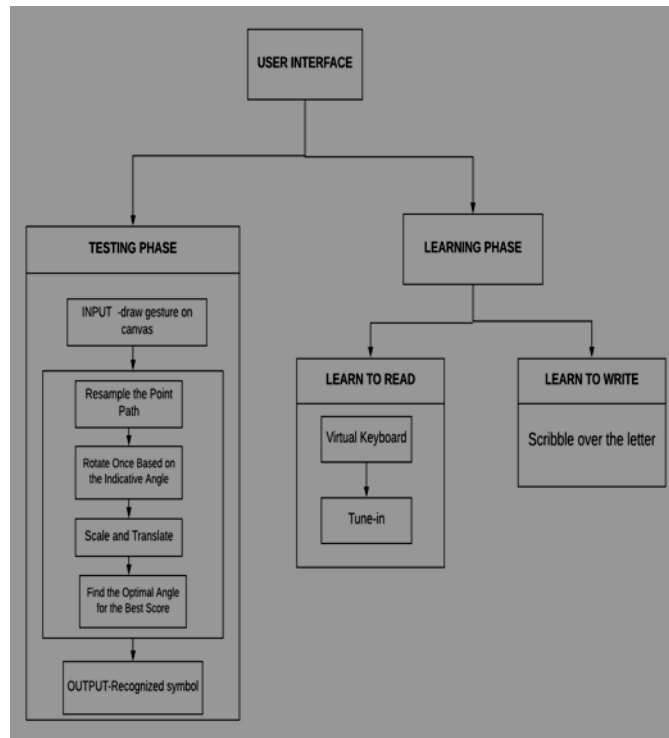 USER INTERFACE
TESTING PHASE
INPUT -draw gesture on
canvas
Resample the Point
Path
Rotate Once Based on
the Indicative Angle
Scale and Translate
Find the Optimal Angle
for the Best Score
OUTPUT-Recognized symbol
LEARNING PHASE
LEARN TO READ
Virtual Keyboard
Tune-in
LEARN TO WRITE
Scribble over the letter